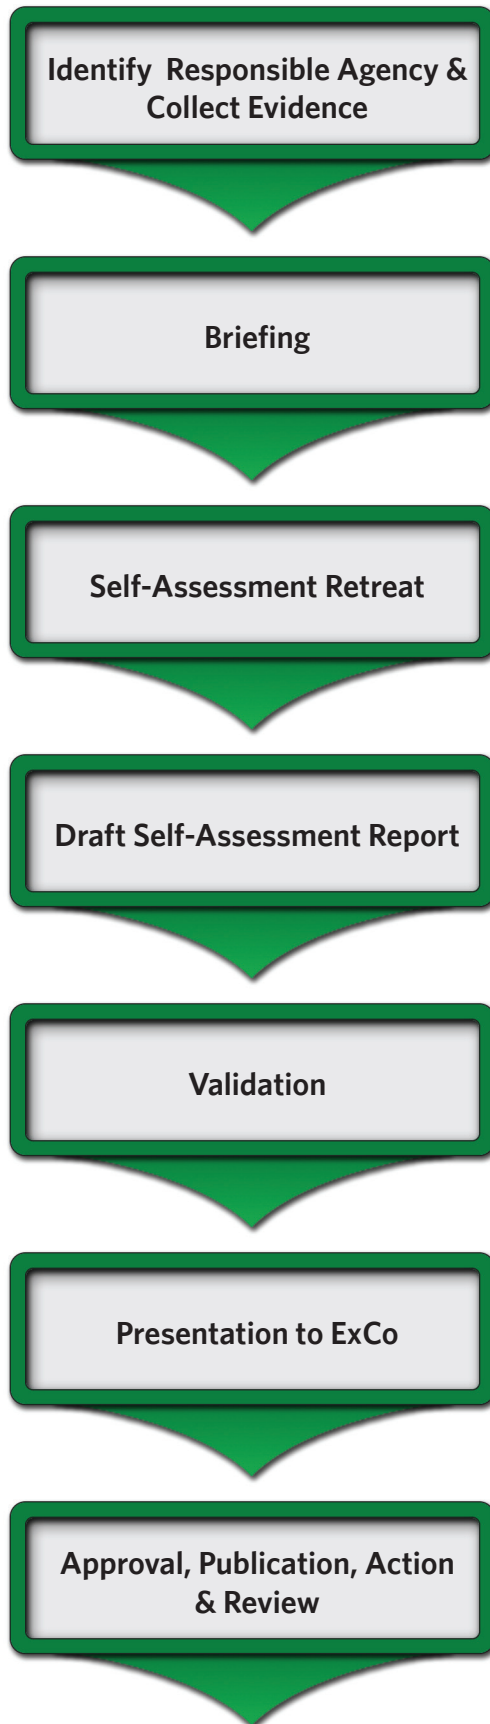 Identify Responsible Agency &
Collect Evidence
Briefing
Self-Assessment Retreat
Draft Self-Assessment Report
Validation
Presentation to ExCo
Approval, Publication, Action
& Review